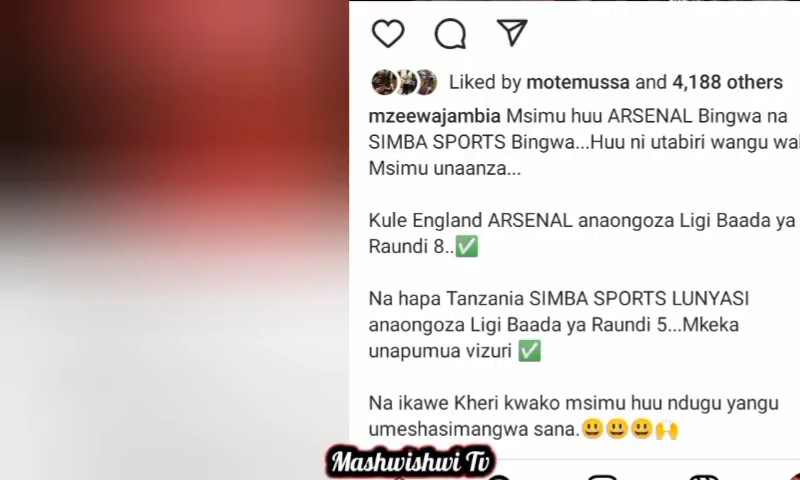 Liked by motemussa and 4,188 others
mzeewajambia Msimu huu ARSENAL Bingwa na
SIMBA SPORTS Bingwa...Huu ni utabiri wangu
Msimu unaanza...
Kule England ARSENAL anaongoza Ligi Baada ya
Raundi 8..✅
Na hapa Tanzania SIMBA SPORTS LUNYASI
anaongoza Ligi Baada ya Raundi 5...Mkeka
unapumua vizuri ✅
Na ikawe Kheri kwako msimu huu ndugu yangu
umeshasimangwa sana.😃😃😃🙌
Mashwishwi Tv